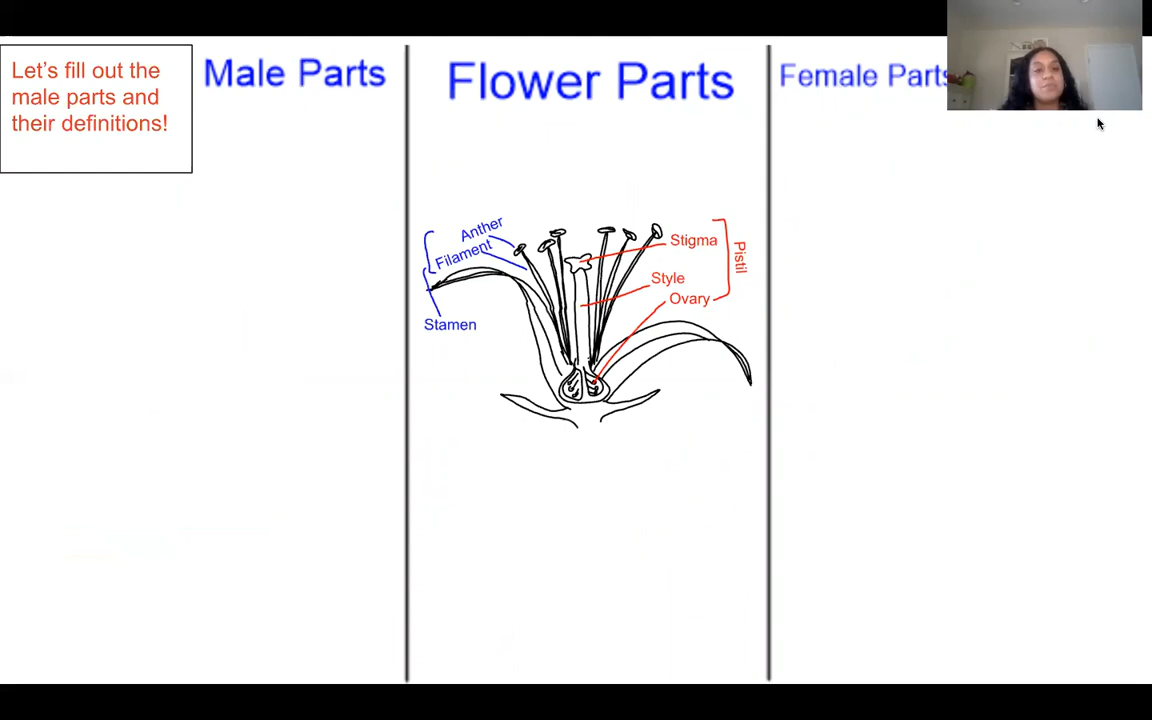 Let's fill out the
male parts and
their definitions!
Male Parts
Flower Parts
Female Parts
Anther
Filament
Stamen
Stigma
Style
Ovary
Pistil